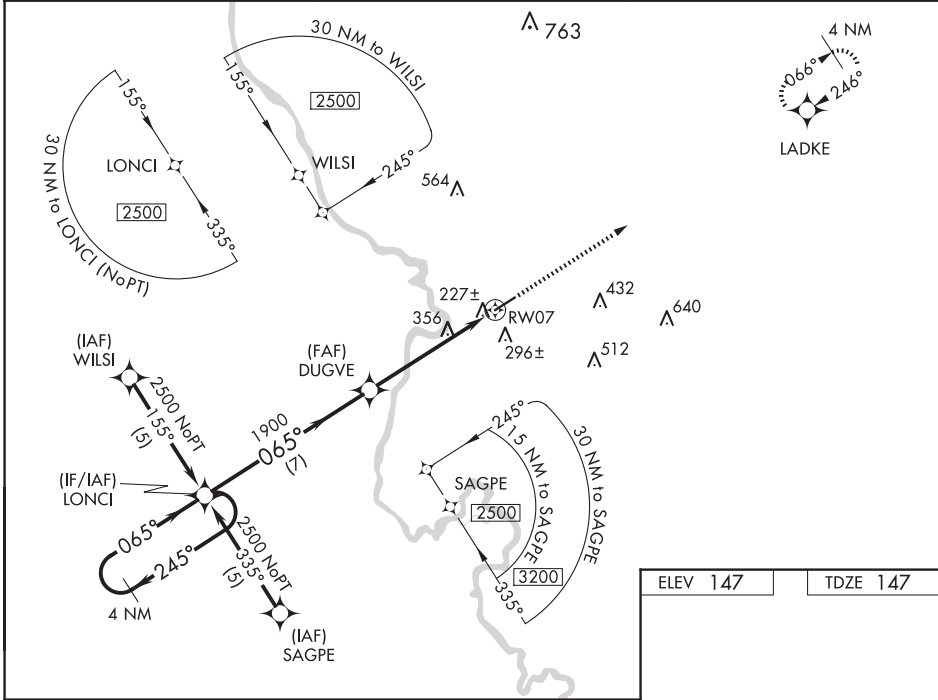 763
4 NM
066°
246°
LADKE
30 NM to WILSI
155°
2500
WILSI
245°
564
155°
LONCI
2500
335°
30 NM to LONCI (NoPT)
227±
RW07
432
640
356
296±
512
(FAF)
DUGVE
(IAF)
WILSI
2500 NoPT
155°
(5)
1900
065°
(7)
(IF/IAF)
LONCI
065°
245°
4 NM
2500 NoPT
335°
(5)
(IAF)
SAGPE
245°
15 NM to SAGPE
30 NM to SAGPE
SAGPE
2500
3200
335°
ELEV 147
TDZE 147